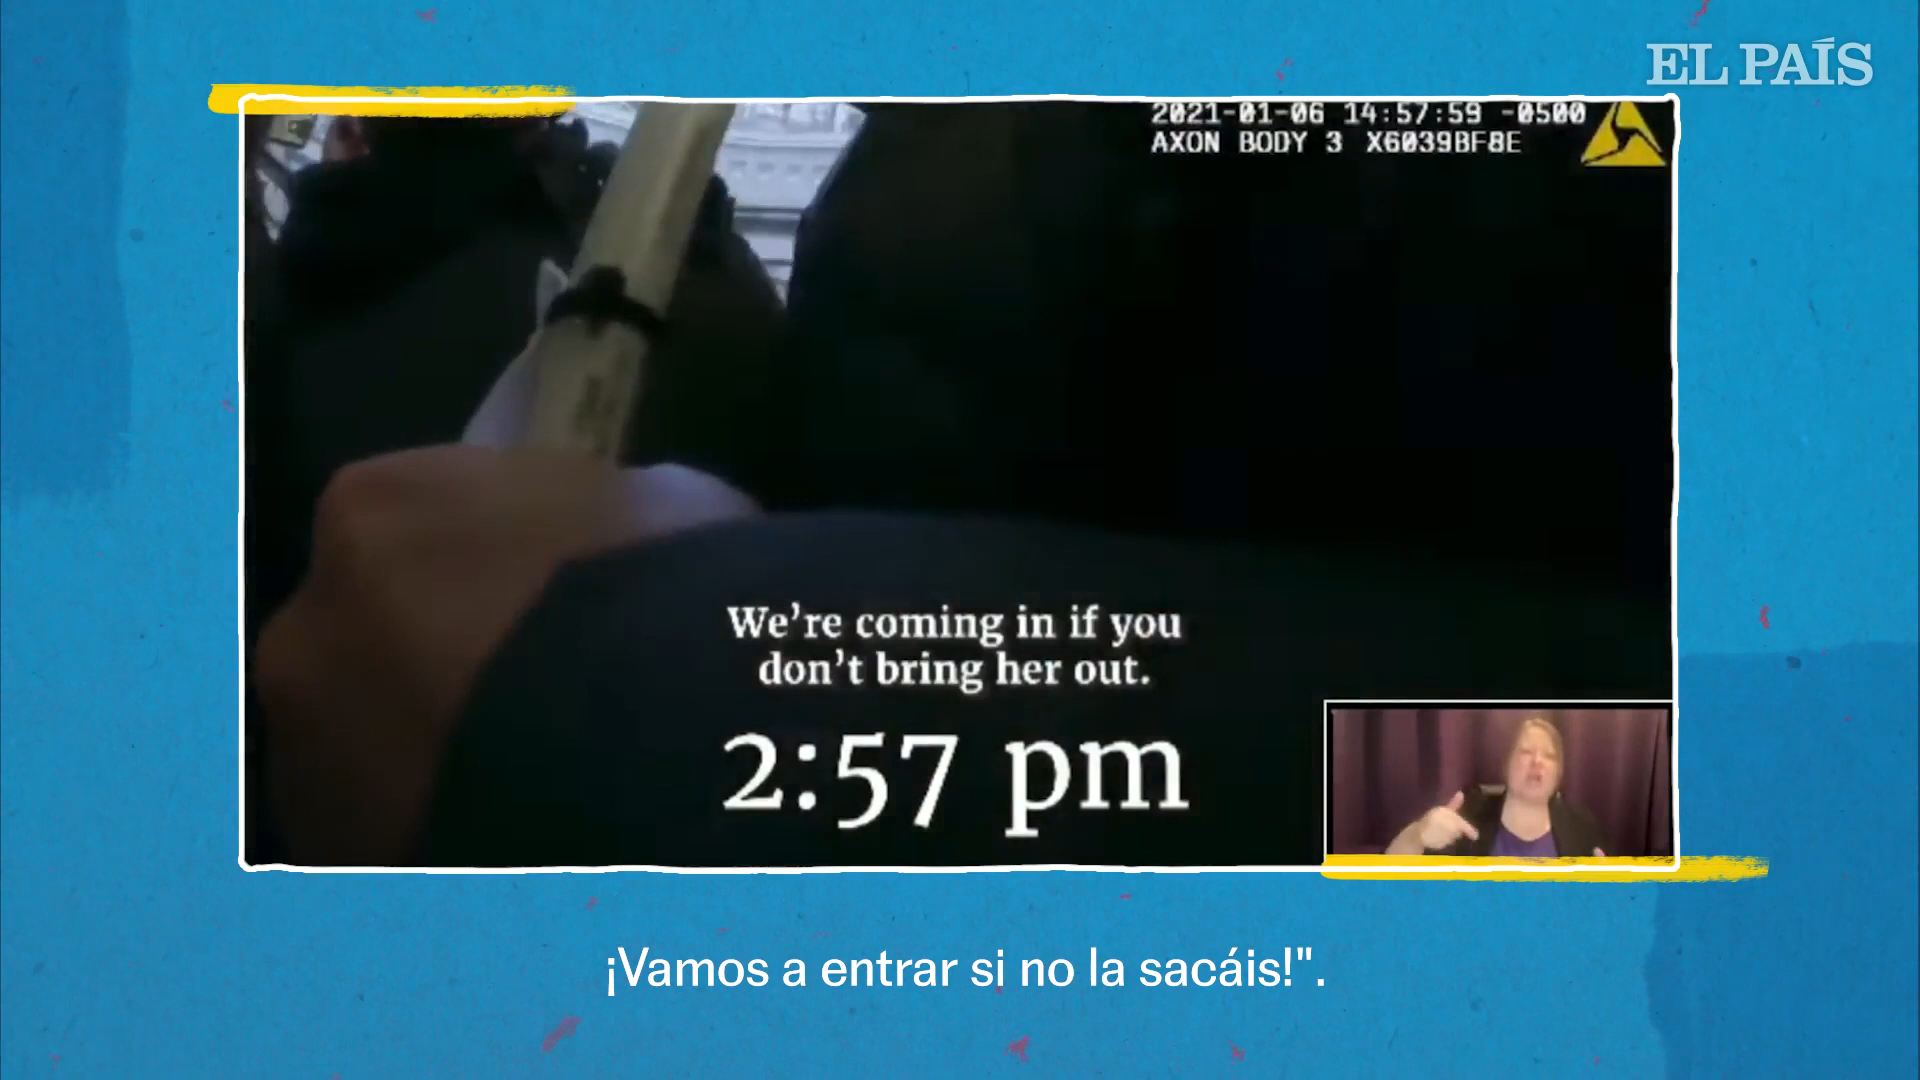 EL PAÍS
2021-01-06 14:57:59 -0500
AXON BODY 3 X6039BF8E
We're coming in if you
don't bring her out.
2:57 pm
¡Vamos a entrar si no la sacáis!".